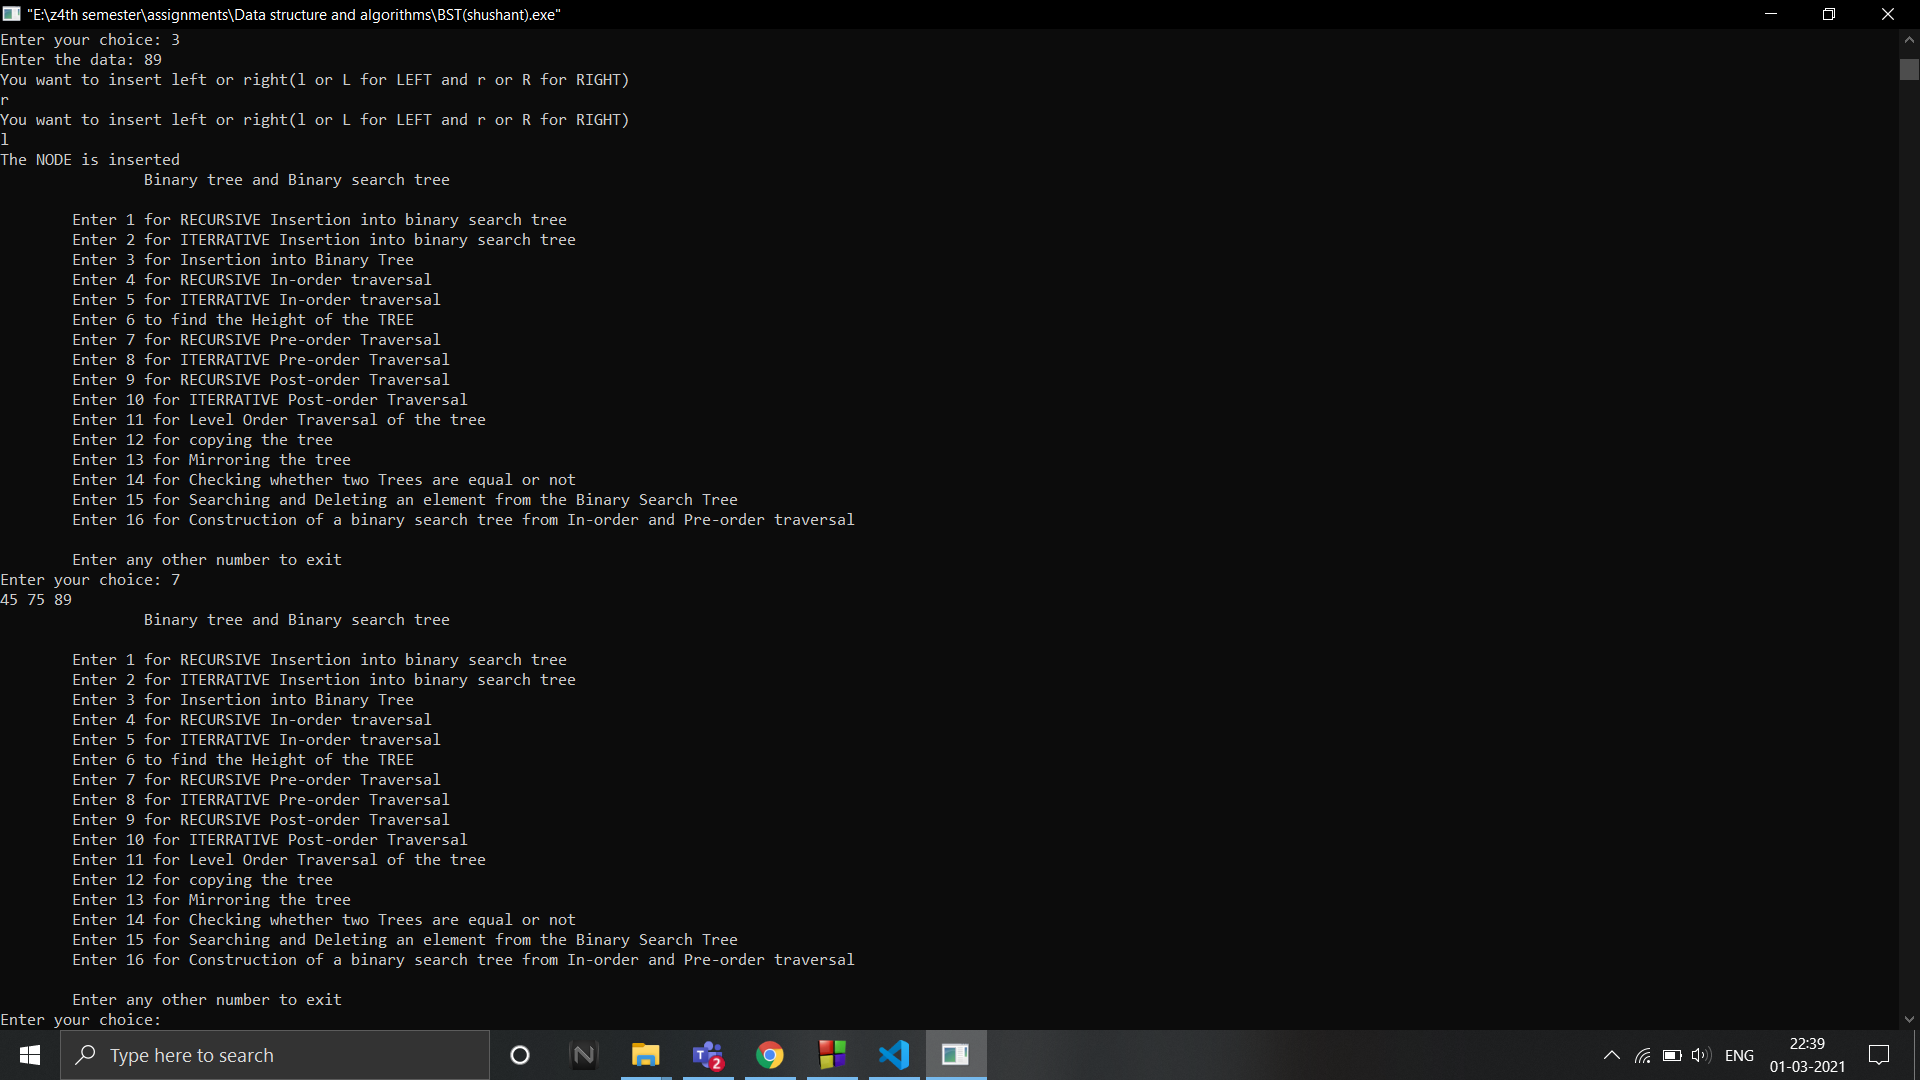 "E:\z4th semester\assignments\Data structure and algorithms\BST(shushant).exe"
Enter your choice: 3
Enter the data: 89
You want to insert left or right(l or L for LEFT and r or R for RIGHT)
r
You want to insert left or right(l or L for LEFT and r or R for RIGHT)
l
The NODE is inserted
Binary tree and Binary search tree
Enter 1 for RECURSIVE Insertion into binary search tree
Enter 2 for ITERRATIVE Insertion into binary search tree
Enter 3 for Insertion into Binary Tree
Enter 4 for RECURSIVE In-order traversal
Enter 5 for ITERRATIVE In-order traversal
Enter 6 to find the Height of the TREE
Enter 7 for RECURSIVE Pre-order Traversal
Enter 8 for ITERRATIVE Pre-order Traversal
Enter 9 for RECURSIVE Post-order Traversal
Enter 10 for ITERRATIVE Post-order Traversal
Enter 11 for Level Order Traversal of the tree
Enter 12 for copying the tree
Enter 13 for Mirroring the tree
Enter 14 for Checking whether two Trees are equal or not
Enter 15 for Searching and Deleting an element from the Binary Search Tree
Enter 16 for Construction of a binary search tree from In-order and Pre-order traversal
Enter any other number to exit
Enter your choice: 7
45 75 89
Binary tree and Binary search tree
Enter 1 for RECURSIVE Insertion into binary search tree
Enter 2 for ITERRATIVE Insertion into binary search tree
Enter 3 for Insertion into Binary Tree
Enter 4 for RECURSIVE In-order traversal
Enter 5 for ITERRATIVE In-order traversal
Enter 6 to find the Height of the TREE
Enter 7 for RECURSIVE Pre-order Traversal
Enter 8 for ITERRATIVE Pre-order Traversal
Enter 9 for RECURSIVE Post-order Traversal
Enter 10 for ITERRATIVE Post-order Traversal
Enter 11 for Level Order Traversal of the tree
Enter 12 for copying the tree
Enter 13 for Mirroring the tree
Enter 14 for Checking whether two Trees are equal or not
Enter 15 for Searching and Deleting an element from the Binary Search Tree
Enter 16 for Construction of a binary search tree from In-order and Pre-order traversal
Enter any other number to exit
Enter your choice:
Type here to search
N
T
2
ENG
22:39
01-03-2021